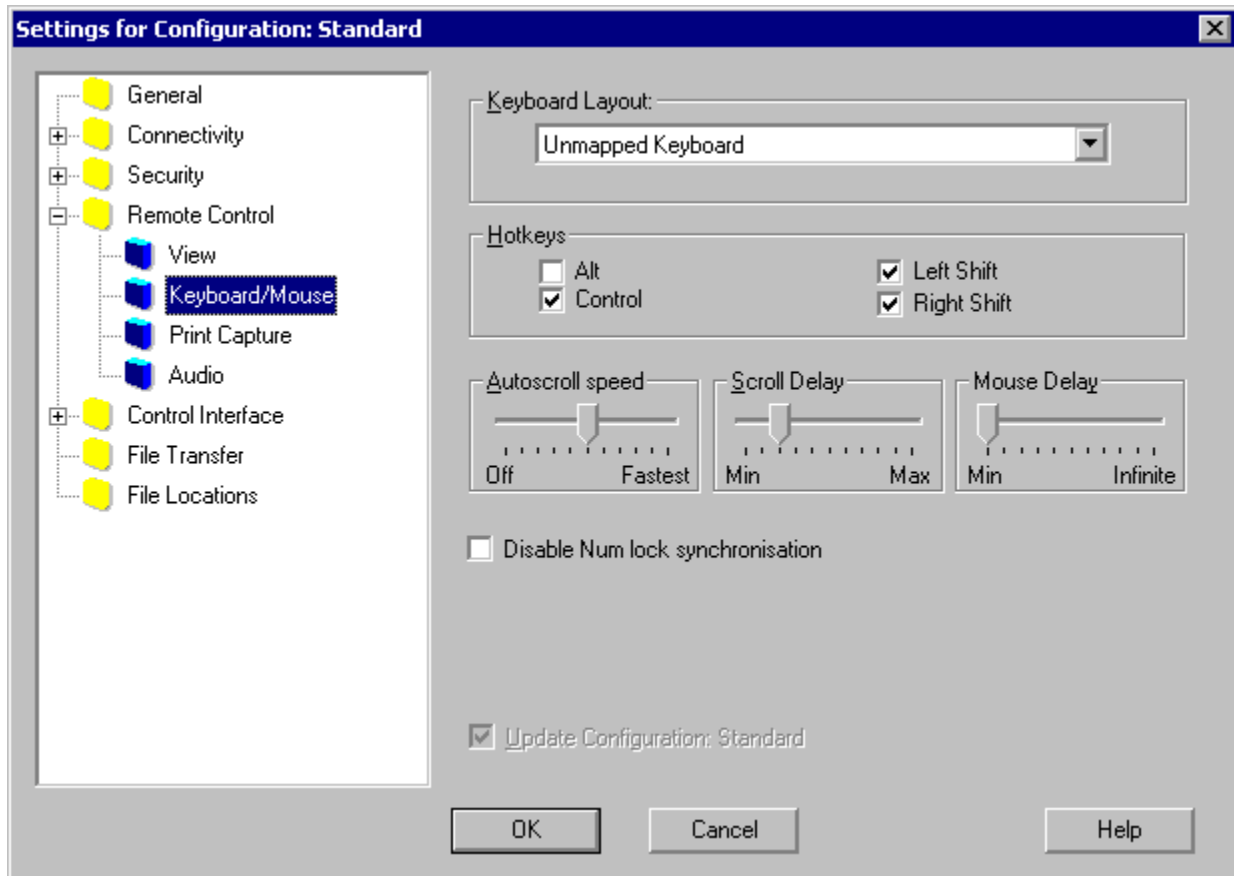 Settings for Configuration: Standard
General
Connectivity
Security
Remote Control
View
Keyboard/Mouse
Print Capture
Audio
Control Interface
File Transfer
File Locations
Keyboard Layout:
Unmapped Keyboard
Hotkeys
Alt
Left Shift
Control
Right Shift
Autoscroll speed
Off Fastest
Scroll Delay
Min Max
Mouse Delay
Min Infinite
Disable Num lock synchronisation
Update Configuration: Standard
OK Cancel Help